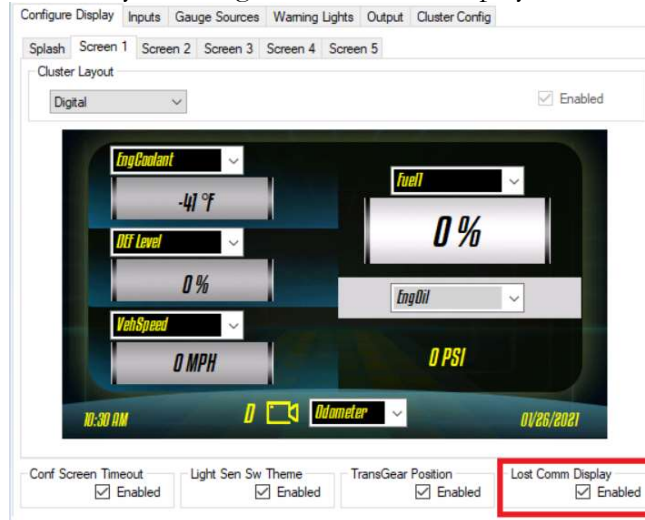 Configure Display Inputs Gauge Sources Warning Lights Output Cluster Config
Splash Screen 1 Screen 2 Screen 3 Screen 4 Screen 5
Cluster Layout
Digital
Enabled
EngCoolant
-41 °F
Fuel1
0 %
DEF Level
0 %
EngOil
VehSpeed
0 MPH
0 PSI
10:30 AM
0
Odometer
01/26/2021
Conf Screen Timeout Light Sen Sw Theme TransGear Position Lost Comm Display
Enabled Enabled Enabled Enabled